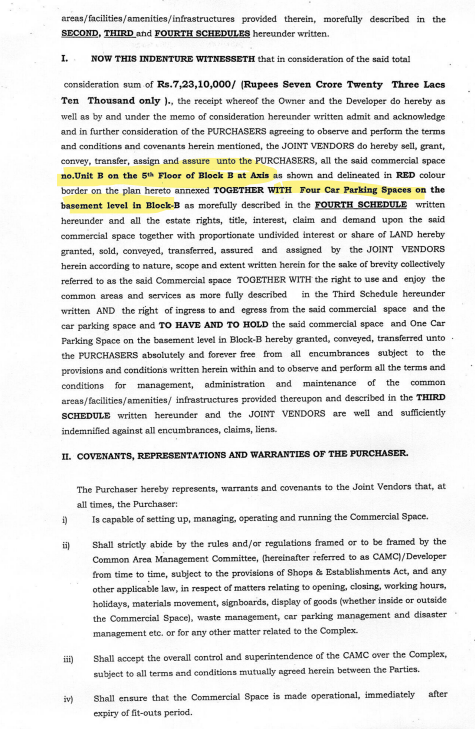 areas/facilities/amenities/infrastructures provided therein, morefully described in the
SECOND, THIRD and FOURTH SCHEDULES hereunder written.
I. NOW THIS INDENTURE WITNESSETH that in consideration of the said total
consideration sum of Rs.7,23,10,000/ (Rupees Seven Crore Twenty Three Lacs
Ten Thousand only )., the receipt whereof the Owner and the Developer do hereby as
well as by and under the memo of consideration hereunder written admit and acknowledge
and in further consideration of the PURCHASERS agreeing to observe and perform the terms
and conditions and covenants herein mentioned, the JOINT VENDORS do hereby sell, grant,
convey, transfer, assign and assure unto the PURCHASERS, all the said commercial space
no.Unit B on the 5th Floor of Block B at Axis as shown and delineated in RED colour
border on the plan hereto annexed TOGETHER WITH Four Car Parking Spaces on the
basement level in Block-B as morefully described in the FOURTH SCHEDULE written
hereunder and all the estate rights, title, interest, claim and demand upon the said
commercial space together with proportionate undivided interest or share of LAND hereby
granted, sold, conveyed, transferred, assured and assigned by the JOINT VENDORS
herein according to nature, scope and extent written herein for the sake of brevity collectively
referred to as the said Commercial space TOGETHER WITH the right to use and enjoy the
common areas and services as more fully described in the Third Schedule hereunder
written AND the right of ingress to and egress from the said commercial space and the
car parking space and TO HAVE AND TO HOLD the said commercial space and One Car
Parking Space on the basement level in Block-B hereby granted, conveyed, transferred unto
the PURCHASERS absolutely and forever free from all encumbrances subject to the
provisions and conditions written herein within and to observe and perform all the terms and
conditions for management, administration and maintenance of the common
areas/facilities/amenities/ infrastructures provided thereupon and described in the THIRD
SCHEDULE written hereunder and the JOINT VENDORS are well and sufficiently
indemnified against all encumbrances, claims, liens.
II. COVENANTS, REPRESENTATIONS AND WARRANTIES OF THE PURCHASER.
The Purchaser hereby represents, warrants and covenants to the Joint Vendors that, at
all times, the Purchaser:
i) Is capable of setting up, managing, operating and running the Commercial Space.
ii) Shall strictly abide by the rules and/or regulations framed or to be framed by the
Common Area Management Committee, (hereinafter referred to as CAMC)/Developer
from time to time, subject to the provisions of Shops & Establishments Act, and any
other applicable law, in respect of matters relating to opening, closing, working hours,
holidays, materials movement, signboards, display of goods (whether inside or outside
the Commercial Space), waste management, car parking management and disaster
management etc. or for any other matter related to the Complex.
iii) Shall accept the overall control and superintendence of the CAMC over the Complex,
subject to all terms and conditions mutually agreed herein between the Parties.
iv) Shall ensure that the Commercial Space is made operational, immediately after
expiry of fit-outs period.